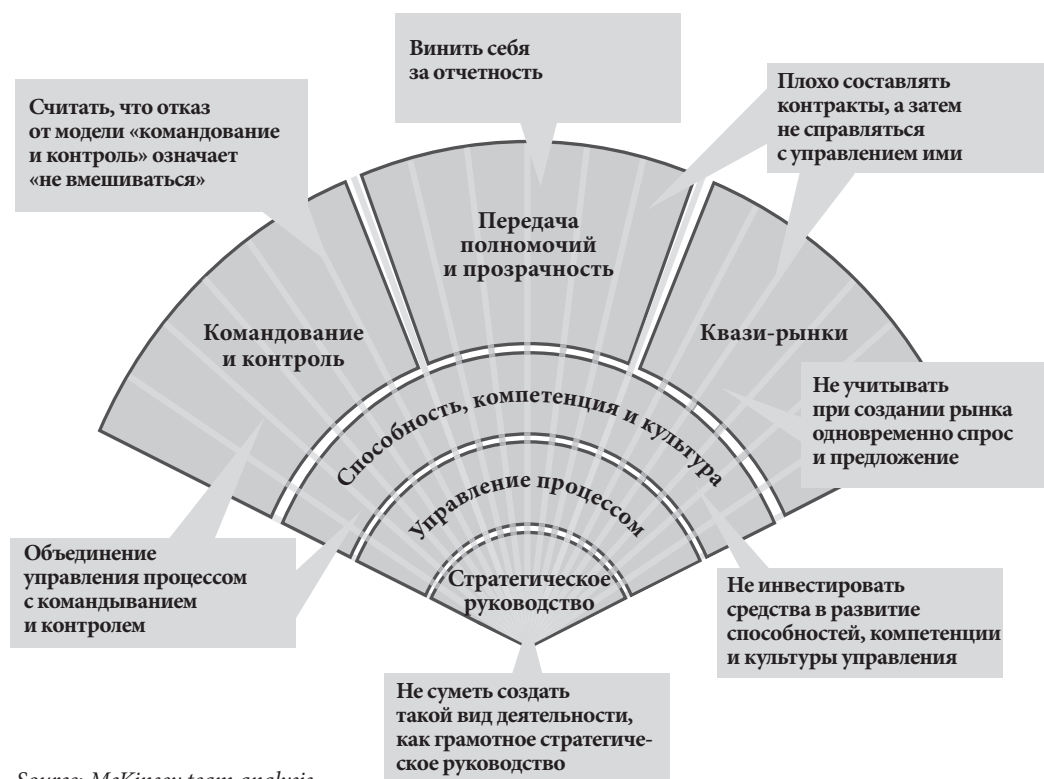 Винить себя
за отчетность
Считать, что отказ
от модели «командование
и контроль» означает
«не вмешиваться»
Плохо составлять
контракты, а затем
не справляться
с управлением ими
Передача
полномочий
и прозрачность
Командование
и контроль
Квази-рынки
Не учитывать
при создании рынка
одновременно спрос
и предложение
Способность, компетенция и культура
Управление процессом
Стратегическое
руководство
Объединение
управления процессом
с командыванием
и контролем
Не инвестировать
средства в развитие
способностей, компетенции
и культуры управления
Не суметь создать
такой вид деятельности,
как грамотное стратегиче-
ское руководство
Source: McKinsey team analysis